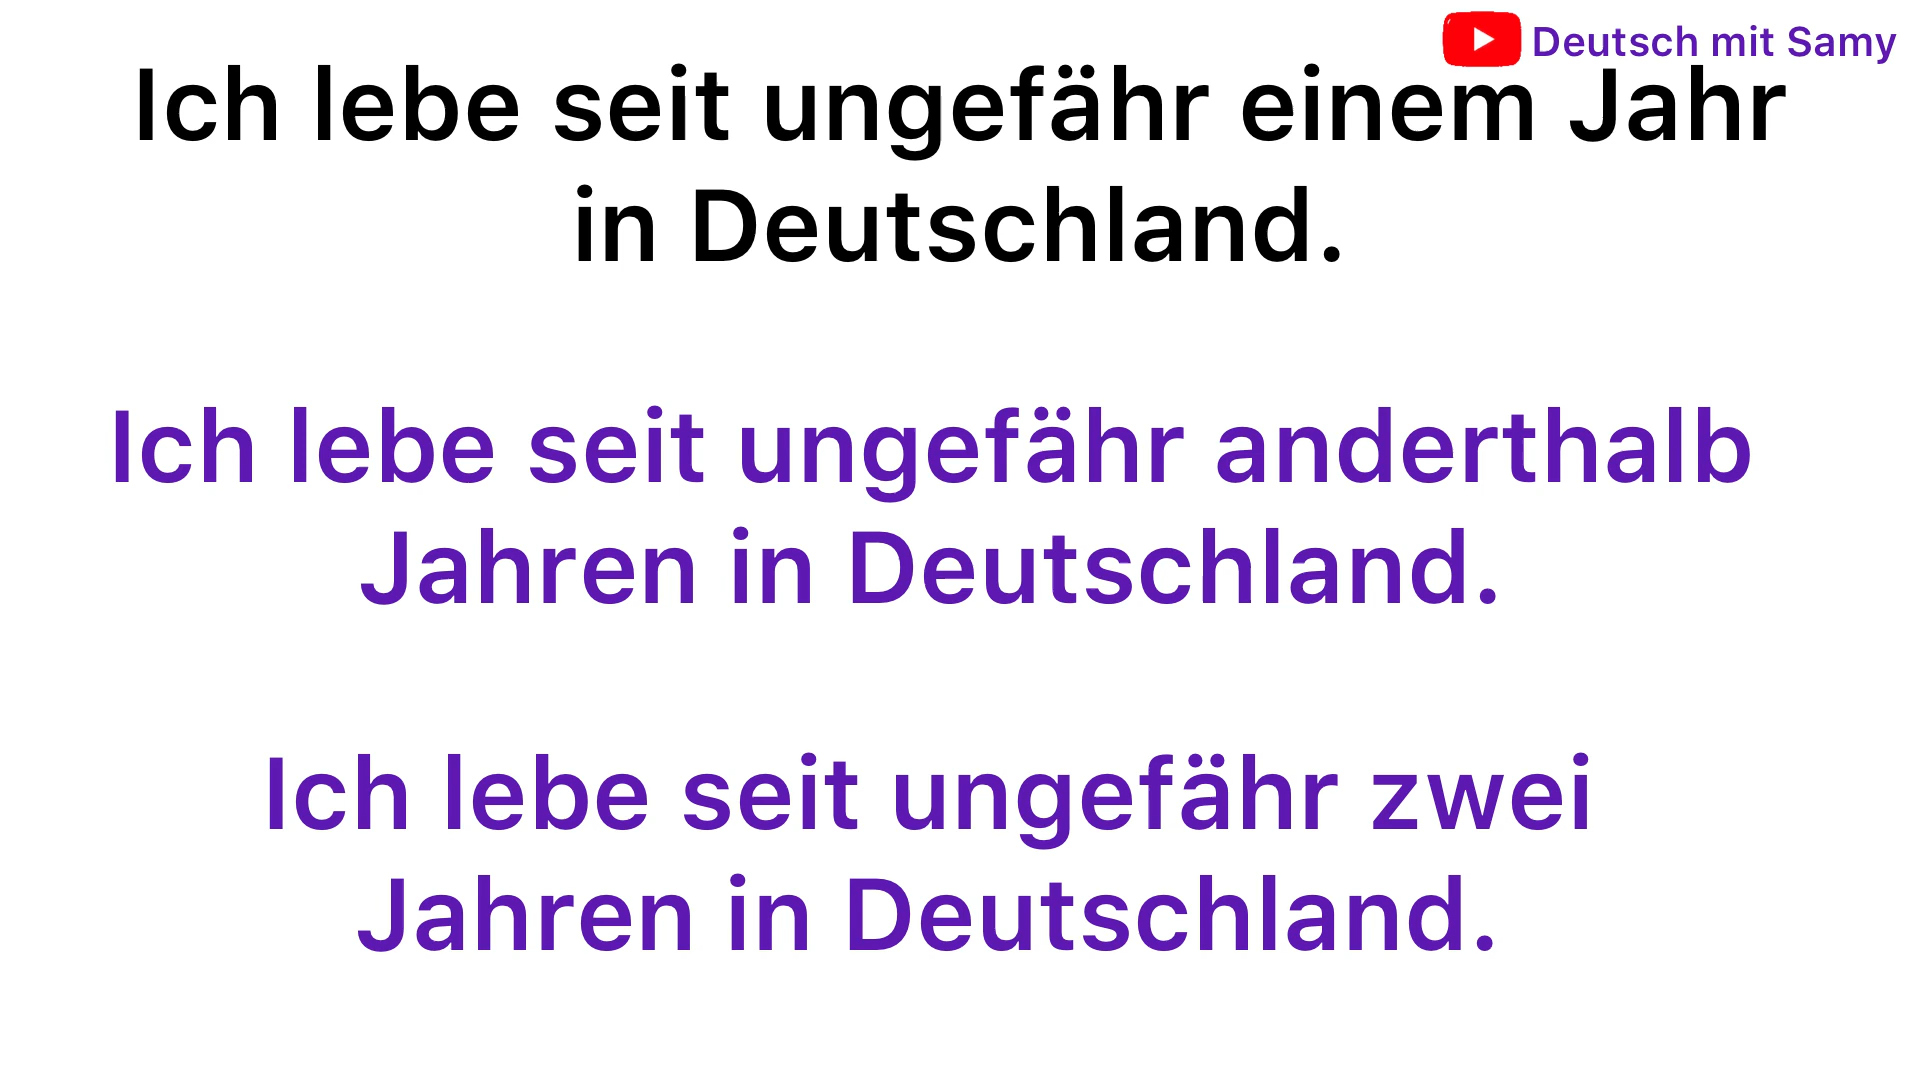 Deutsch mit Samy
Ich lebe seit ungefähr einem Jahr
in Deutschland.
Ich lebe seit ungefähr anderthalb
Jahren in Deutschland.
Ich lebe seit ungefähr zwei
Jahren in Deutschland.